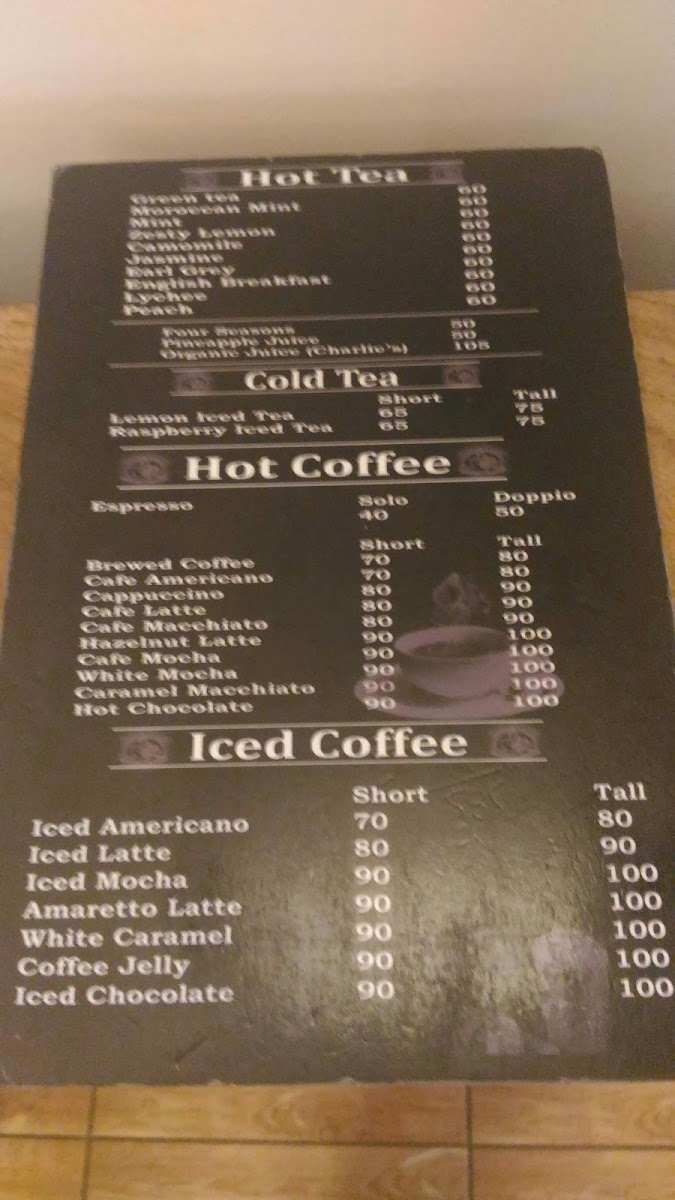 Hot Tea
Green tea 60
Moroccan Mint 60
Mint 60
Zesty Lemon 60
Camomile 60
Jasmine 60
Earl Grey 60
English Breakfast 60
Lychee 60
Peach 60
Four Seasons 50
Pineapple Juice 50
Organic Juice (Charlie's) 105
Cold Tea
Short Tall
Lemon Iced Tea 65 75
Raspberry Iced Tea 65 75
Hot Coffee
Solo Doppio
Espresso 40 50
Short Tall
Brewed Coffee 70 80
Cafe Americano 70 80
Cappuccino 80 90
Cafe Latte 80 90
Cafe Macchiato 80 90
Hazelnut Latte 90 100
Cafe Mocha 90 100
White Mocha 90 100
Caramel Macchiato 90 100
Hot Chocolate 90 100
Iced Coffee
Short Tall
Iced Americano 70 80
Iced Latte 80 90
Iced Mocha 90 100
Amaretto Latte 90 100
White Caramel 90 100
Coffee Jelly 90 100
Iced Chocolate 90 100